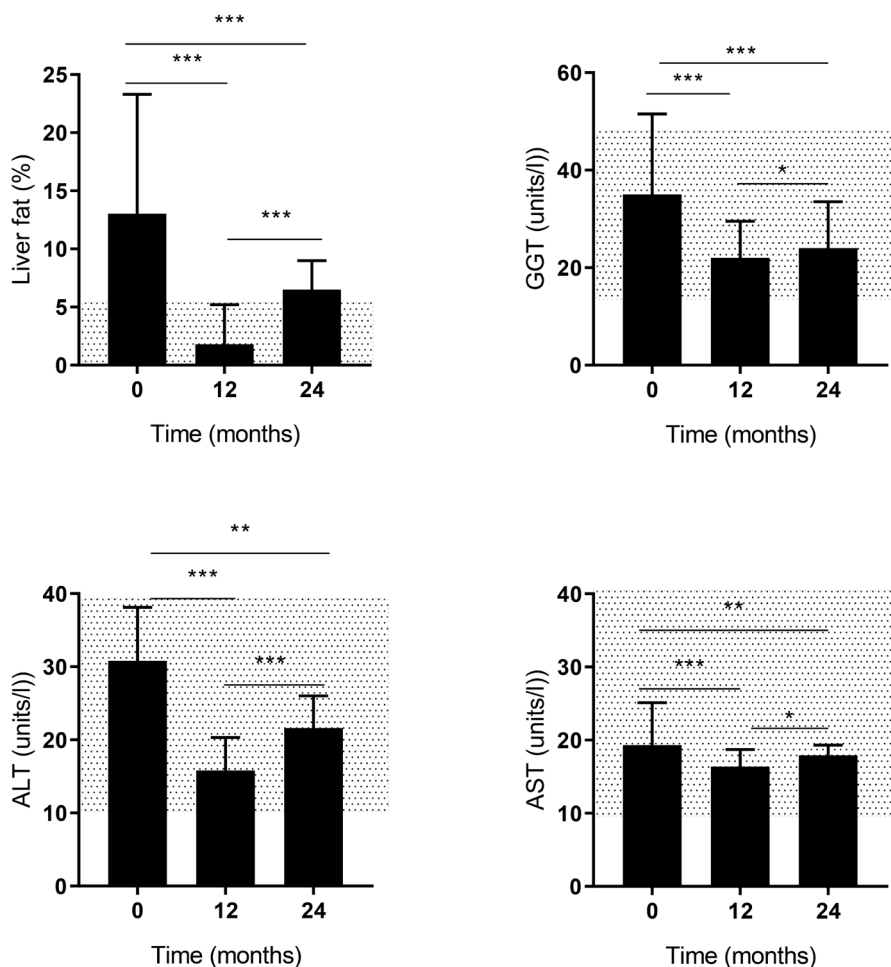 ***
***
***
25
20
15
10
5
0
Liver fat (%)
0 12 24
Time (months)
***
***
*
60
40
20
0
GGT (units/l))
0 12 24
Time (months)
**
***
***
40
30
20
10
0
ALT (units/l))
0 12 24
Time (months)
**
***
*
40
30
20
10
0
AST (units/l))
0 12 24
Time (months)